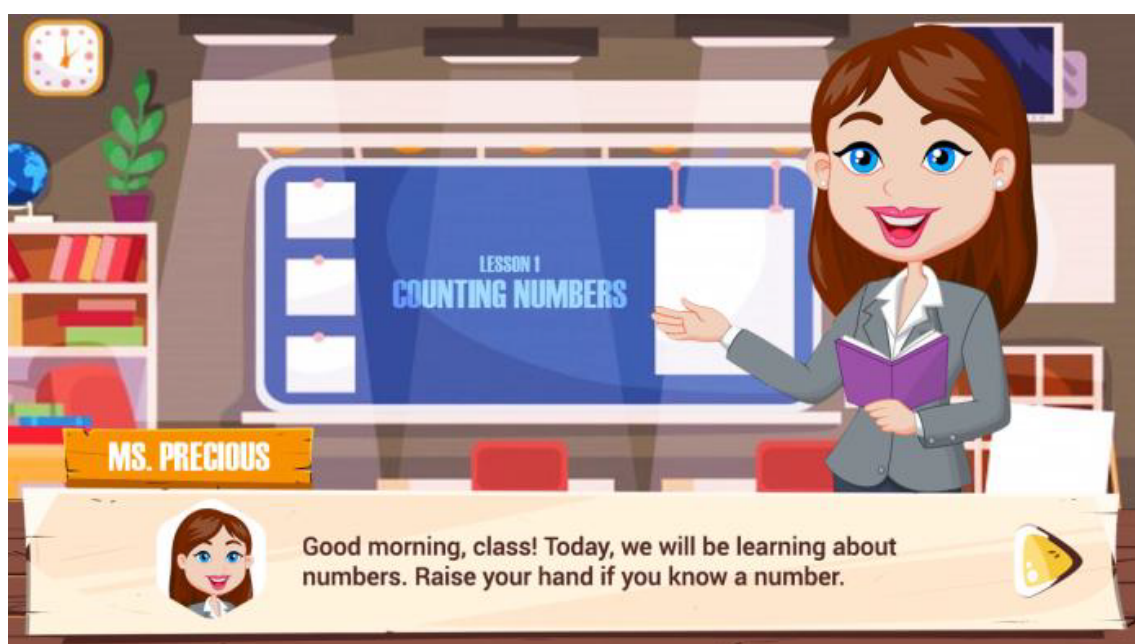 LESSON 1
COUNTING NUMBERS
MS. PRECIOUS
Good morning, class! Today, we will be learning about
numbers. Raise your hand if you know a number.